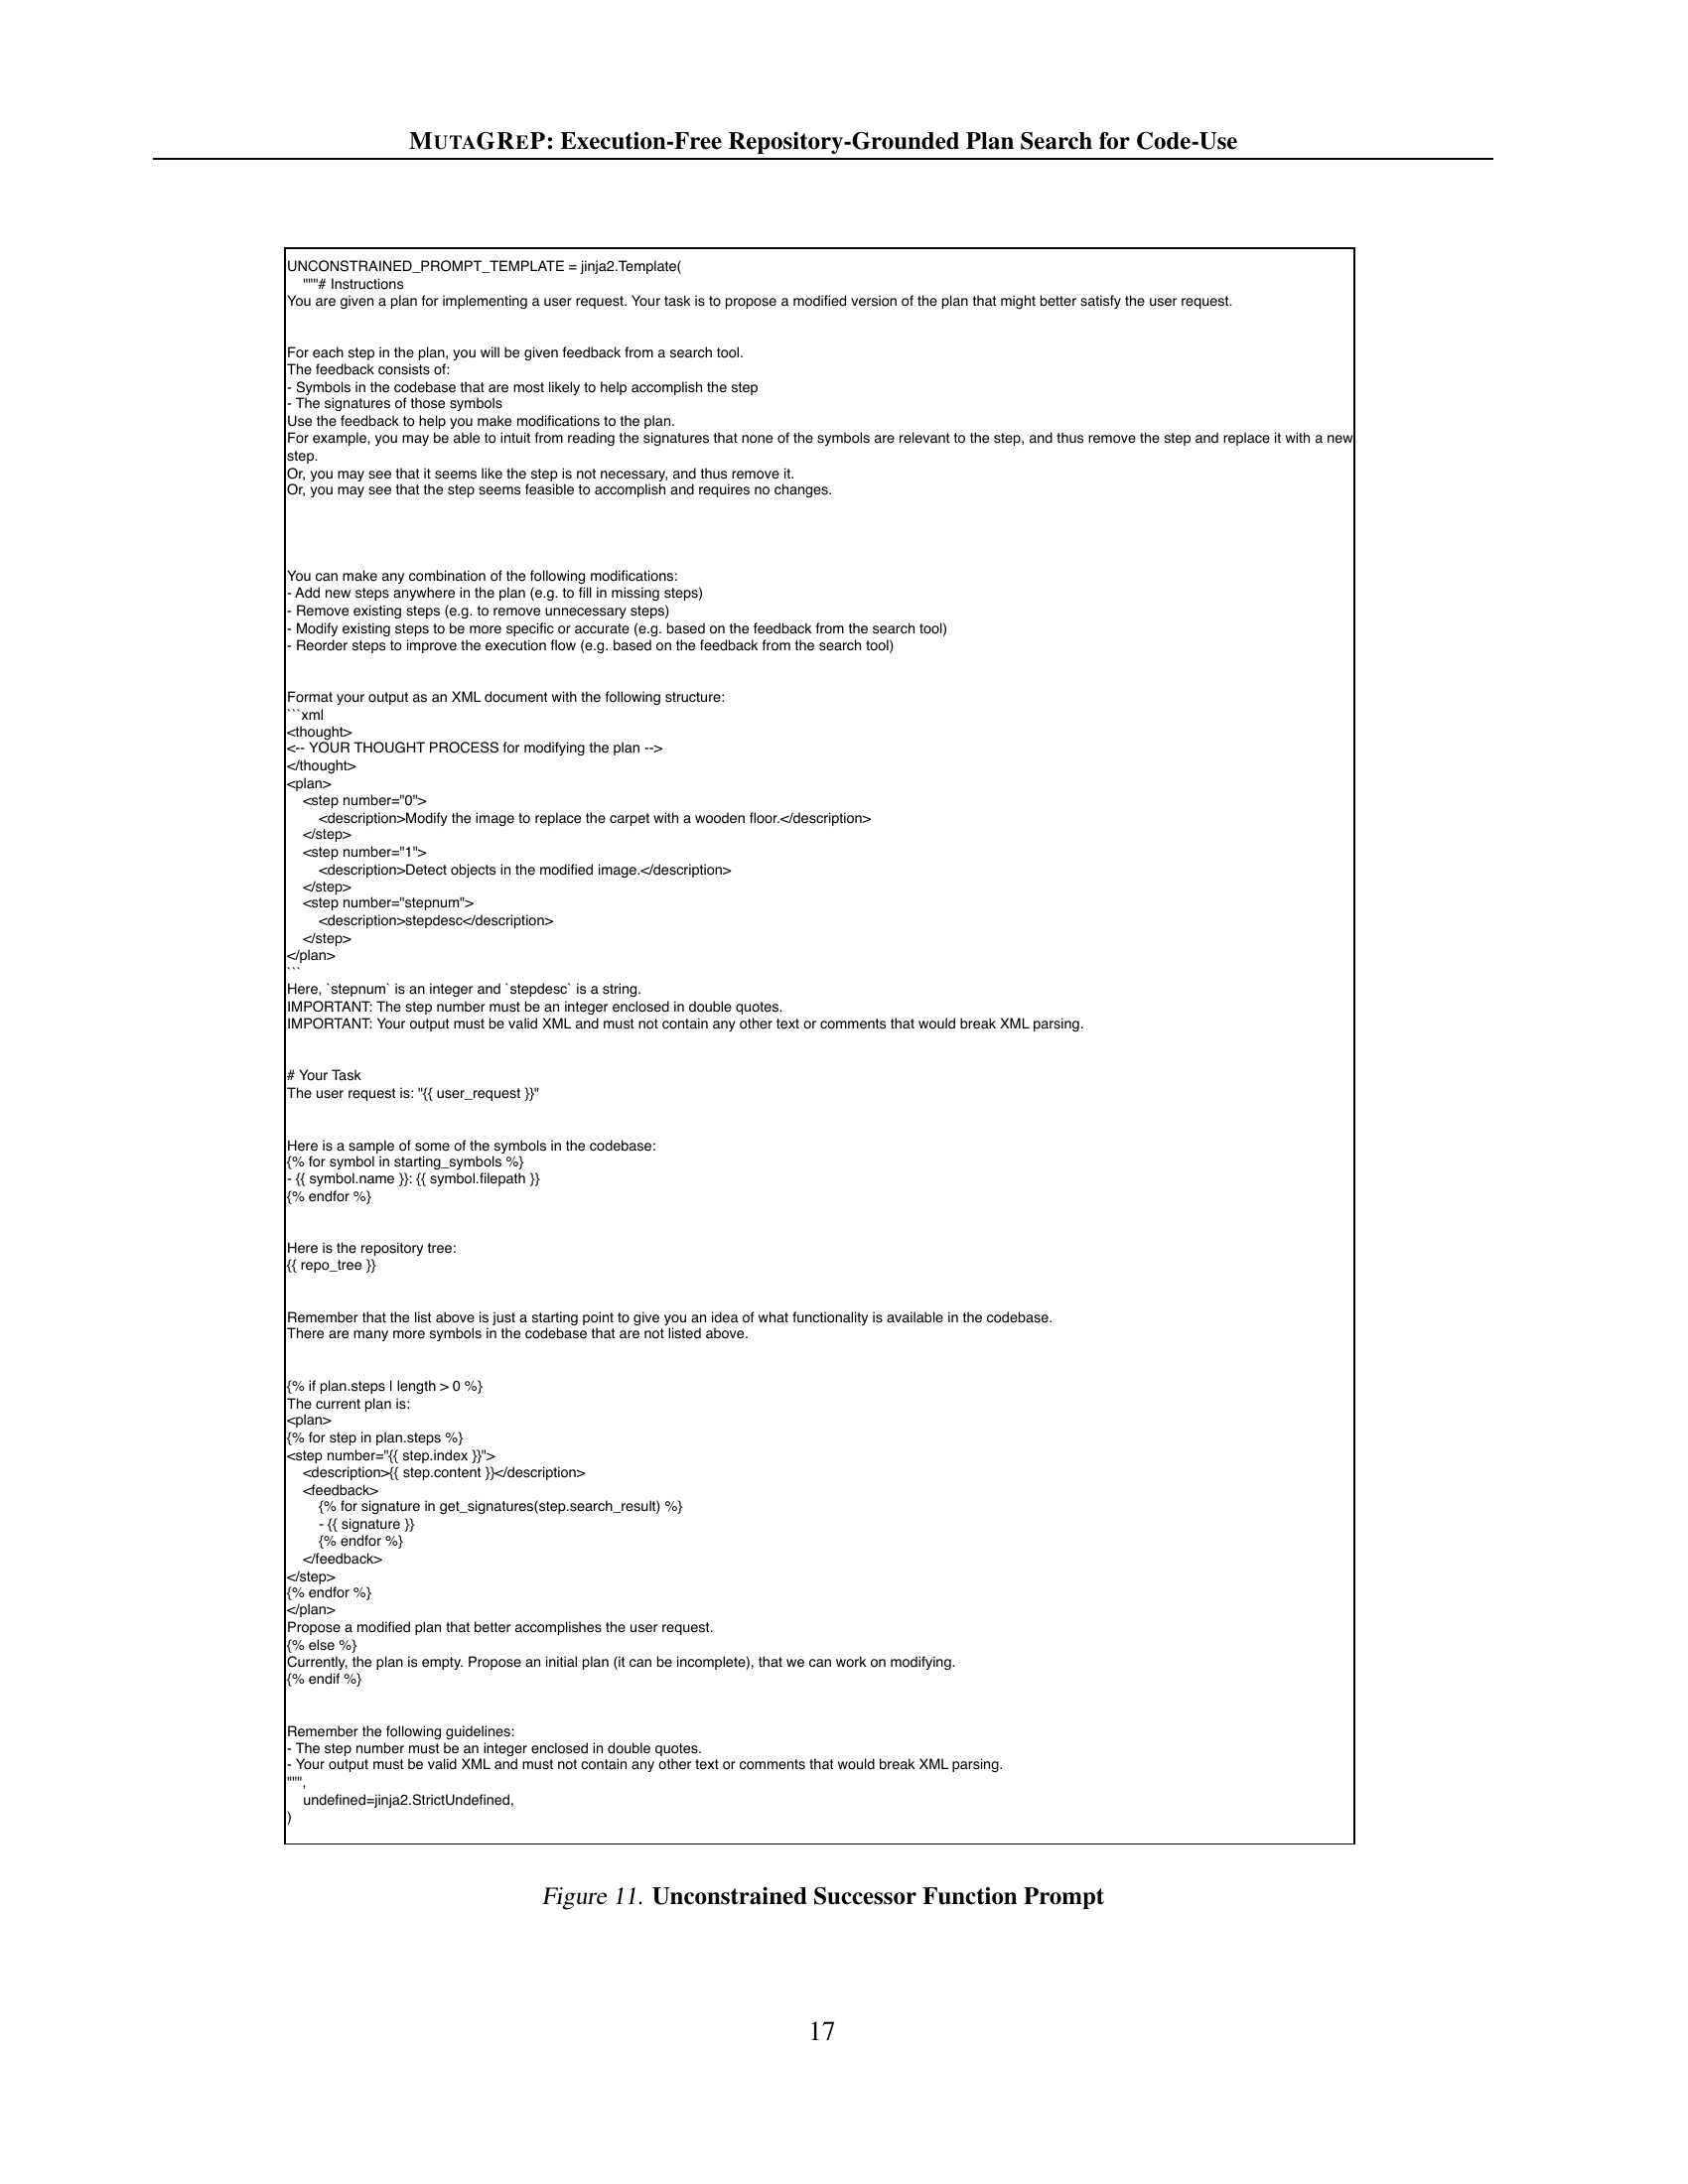 MUTAGREP: Execution-Free Repository-Grounded Plan Search for Code-Use
UNCONSTRAINED_PROMPT_TEMPLATE = jinja2.Template(
    """# Instructions
You are given a plan for implementing a user request. Your task is to propose a modified version of the plan that might better satisfy the user request.
For each step in the plan, you will be given feedback from a search tool.
The feedback consists of:
- Symbols in the codebase that are most likely to help accomplish the step
- The signatures of those symbols
Use the feedback to help you make modifications to the plan.
For example, you may be able to intuit from reading the signatures that none of the symbols are relevant to the step, and thus remove the step and replace it with a new
step.
Or, you may see that it seems like the step is not necessary, and thus remove it.
Or, you may see that the step seems feasible to accomplish and requires no changes.
You can make any combination of the following modifications:
- Add new steps anywhere in the plan (e.g. to fill in missing steps)
- Remove existing steps (e.g. to remove unnecessary steps)
- Modify existing steps to be more specific or accurate (e.g. based on the feedback from the search tool)
- Reorder steps to improve the execution flow (e.g. based on the feedback from the search tool)
Format your output as an XML document with the following structure:
```xml
<thought>
<-- YOUR THOUGHT PROCESS for modifying the plan -->
</thought>
<plan>
    <step number="0">
        <description>Modify the image to replace the carpet with a wooden floor.</description>
    </step>
    <step number="1">
        <description>Detect objects in the modified image.</description>
    </step>
    <step number="stepnum">
        <description>stepdesc</description>
    </step>
</plan>
```
Here, `stepnum` is an integer and `stepdesc` is a string.
IMPORTANT: The step number must be an integer enclosed in double quotes.
IMPORTANT: Your output must be valid XML and must not contain any other text or comments that would break XML parsing.
# Your Task
The user request is: "{{ user_request }}"
Here is a sample of some of the symbols in the codebase:
{% for symbol in starting_symbols %}
- {{ symbol.name }}: {{ symbol.filepath }}
{% endfor %}
Here is the repository tree:
{{ repo_tree }}
Remember that the list above is just a starting point to give you an idea of what functionality is available in the codebase.
There are many more symbols in the codebase that are not listed above.
{% if plan.steps | length > 0 %}
The current plan is:
<plan>
{% for step in plan.steps %}
<step number="{{ step.index }}">
    <description>{{ step.content }}</description>
    <feedback>
        {% for signature in get_signatures(step.search_result) %}
        - {{ signature }}
        {% endfor %}
    </feedback>
</step>
{% endfor %}
</plan>
Propose a modified plan that better accomplishes the user request.
{% else %}
Currently, the plan is empty. Propose an initial plan (it can be incomplete), that we can work on modifying.
{% endif %}
Remember the following guidelines:
- The step number must be an integer enclosed in double quotes.
- Your output must be valid XML and must not contain any other text or comments that would break XML parsing.
""",
    undefined=jinja2.StrictUndefined,
)
Figure 11. Unconstrained Successor Function Prompt
17